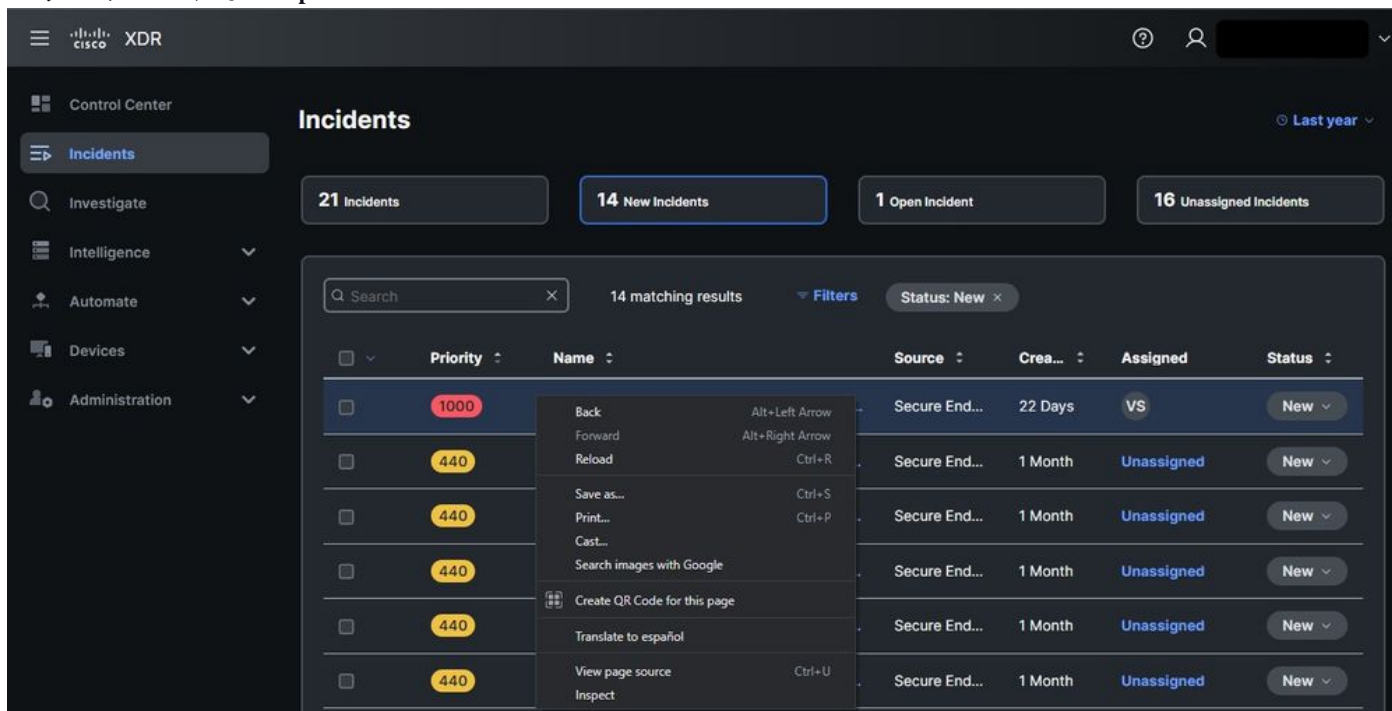 cisco XDR
Control Center
Incidents
Investigate
Intelligence
Automate
Devices
Administration
Incidents
Last year
21 Incidents
14 New Incidents
1 Open Incident
16 Unassigned Incidents
Search
14 matching results
Filters
Status: New
Priority Name Source Crea... Assigned Status
1000 Secure End... 22 Days VS New
440 Secure End... 1 Month Unassigned New
440 Secure End... 1 Month Unassigned New
440 Secure End... 1 Month Unassigned New
440 Secure End... 1 Month Unassigned New
440 Secure End... 1 Month Unassigned New
Back Alt+Left Arrow
Forward Alt+Right Arrow
Reload Ctrl+R
Save as... Ctrl+S
Print... Ctrl+P
Cast...
Search images with Google
Create QR Code for this page
Translate to español
View page source Ctrl+U
Inspect